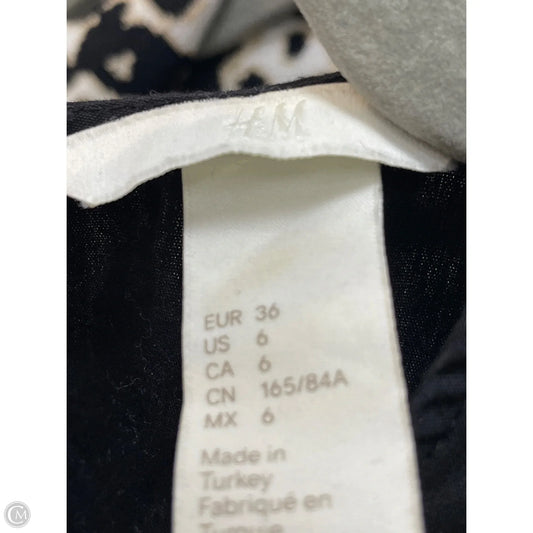 H&M
EUR 36
US 6
CA 6
CN 165/84A
MX 6
Made in
Turkey
Fabriqué en